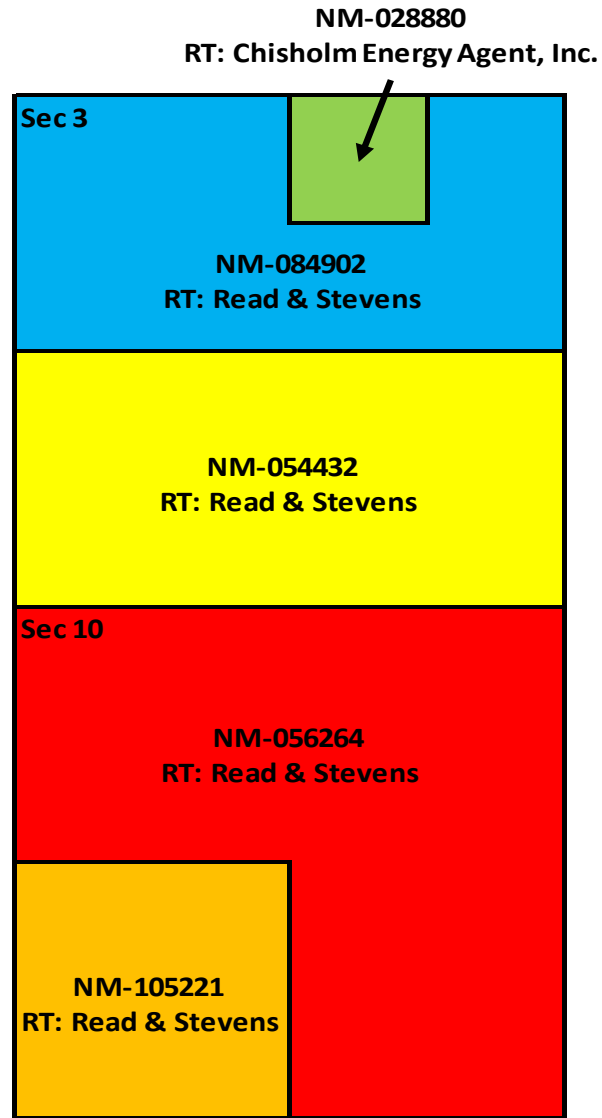 NM-028880
RT: Chisholm Energy Agent, Inc.
Sec 3
NM-084902
RT: Read & Stevens
NM-054432
RT: Read & Stevens
Sec 10
NM-056264
RT: Read & Stevens
NM-105221
RT: Read & Stevens